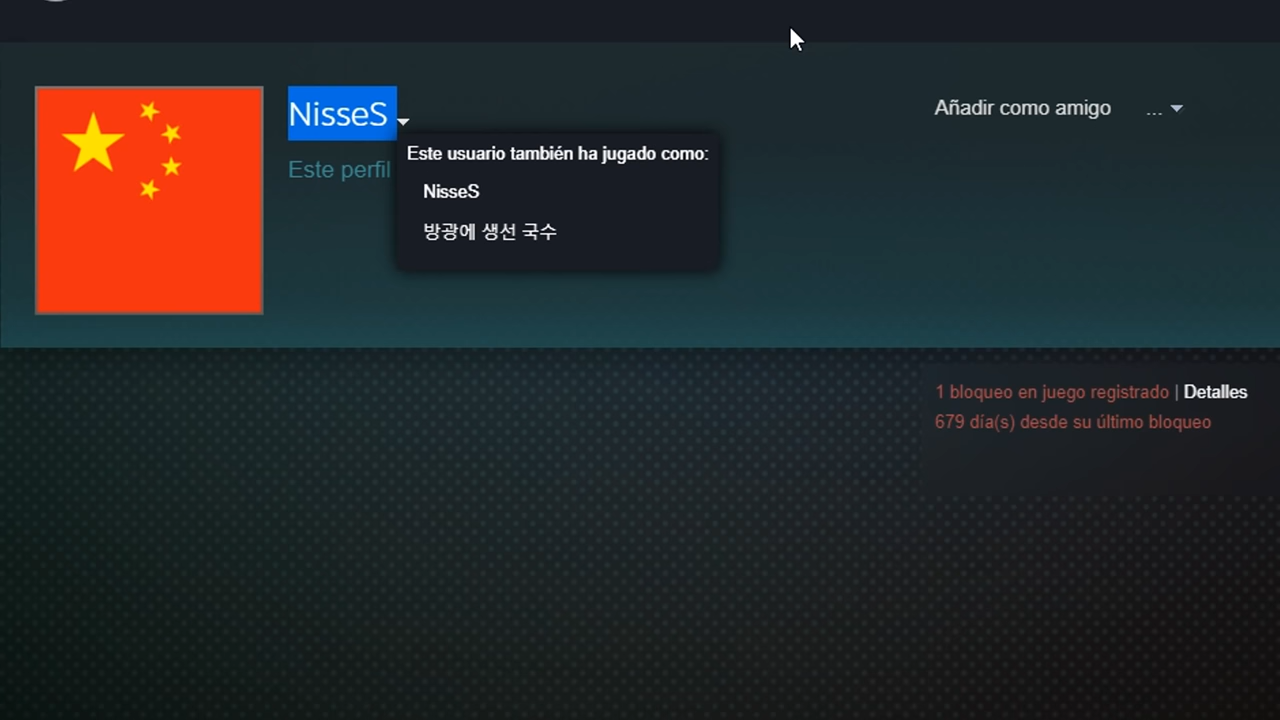 NisseS
Añadir como amigo
...
Este usuario también ha jugado como:
Este perfil
NisseS
방광에 생선 국수
1 bloqueo en juego registrado | Detalles
679 día(s) desde su último bloqueo